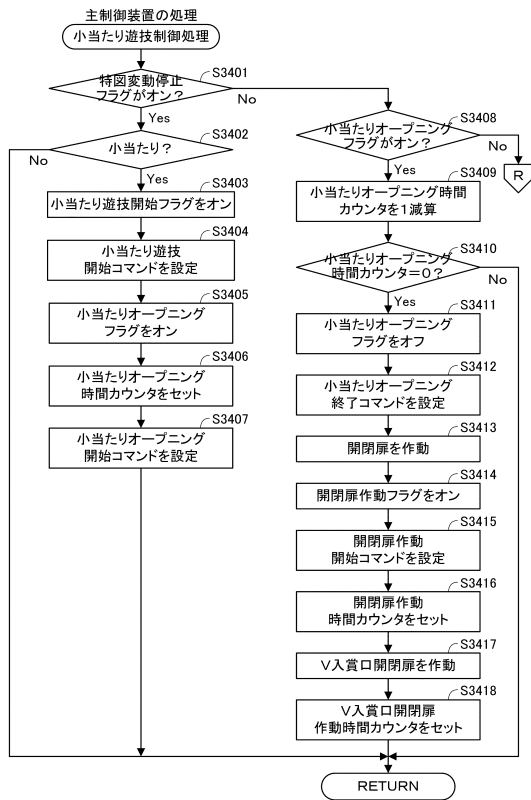 主制御装置の処理
小当たり遊技制御処理
S3401
特図変動停止
フラグがオン？
No
Yes
S3402
小当たり？
No
Yes
S3403
小当たり遊技開始フラグをオン
S3404
小当たり遊技
開始コマンドを設定
S3405
小当たりオープニング
フラグをオン
S3406
小当たりオープニング
時間カウンタをセット
S3407
小当たりオープニング
開始コマンドを設定
S3408
小当たりオープニング
フラグがオン？
No
R
Yes
S3409
小当たりオープニング時間
カウンタを1減算
S3410
小当たりオープニング
時間カウンタ＝0？
No
Yes
S3411
小当たりオープニング
フラグをオフ
S3412
小当たりオープニング
終了コマンドを設定
S3413
開閉扉を作動
S3414
開閉扉作動フラグをオン
S3415
開閉扉作動
開始コマンドを設定
S3416
開閉扉作動
時間カウンタをセット
S3417
V入賞口開閉扉を作動
S3418
V入賞口開閉扉
作動時間カウンタをセット
RETURN